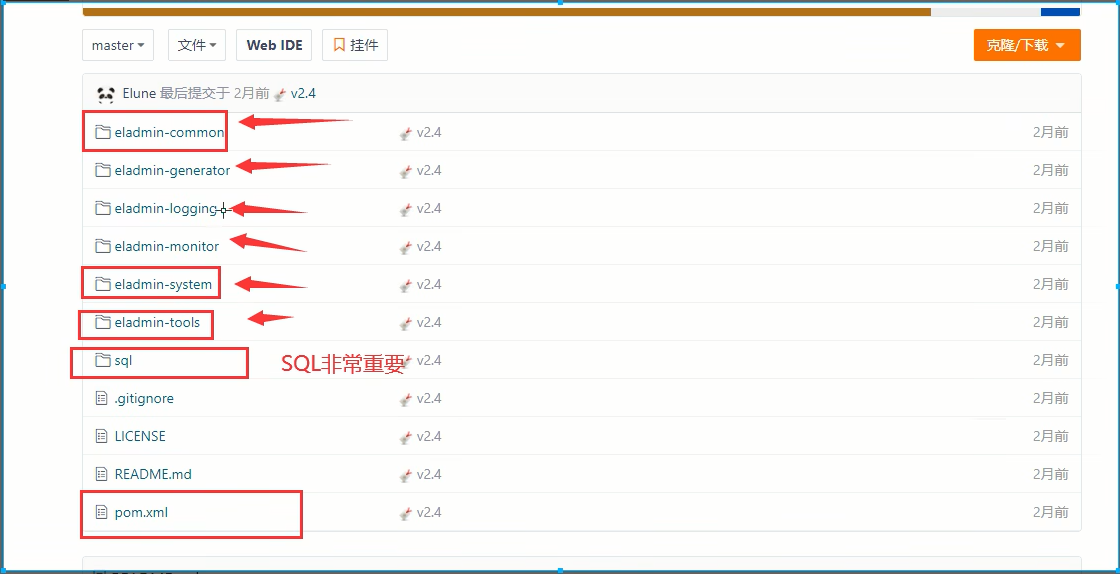 master 文件 Web IDE 挂件 克隆/下载
Elune 最后提交于 2月前 v2.4
eladmin-common v2.4 2月前
eladmin-generator v2.4 2月前
eladmin-logging v2.4 2月前
eladmin-monitor v2.4 2月前
eladmin-system v2.4 2月前
eladmin-tools v2.4 2月前
sql SQL非常重要 v2.4 2月前
.gitignore v2.4 2月前
LICENSE v2.4 2月前
README.md v2.4 2月前
pom.xml v2.4 2月前